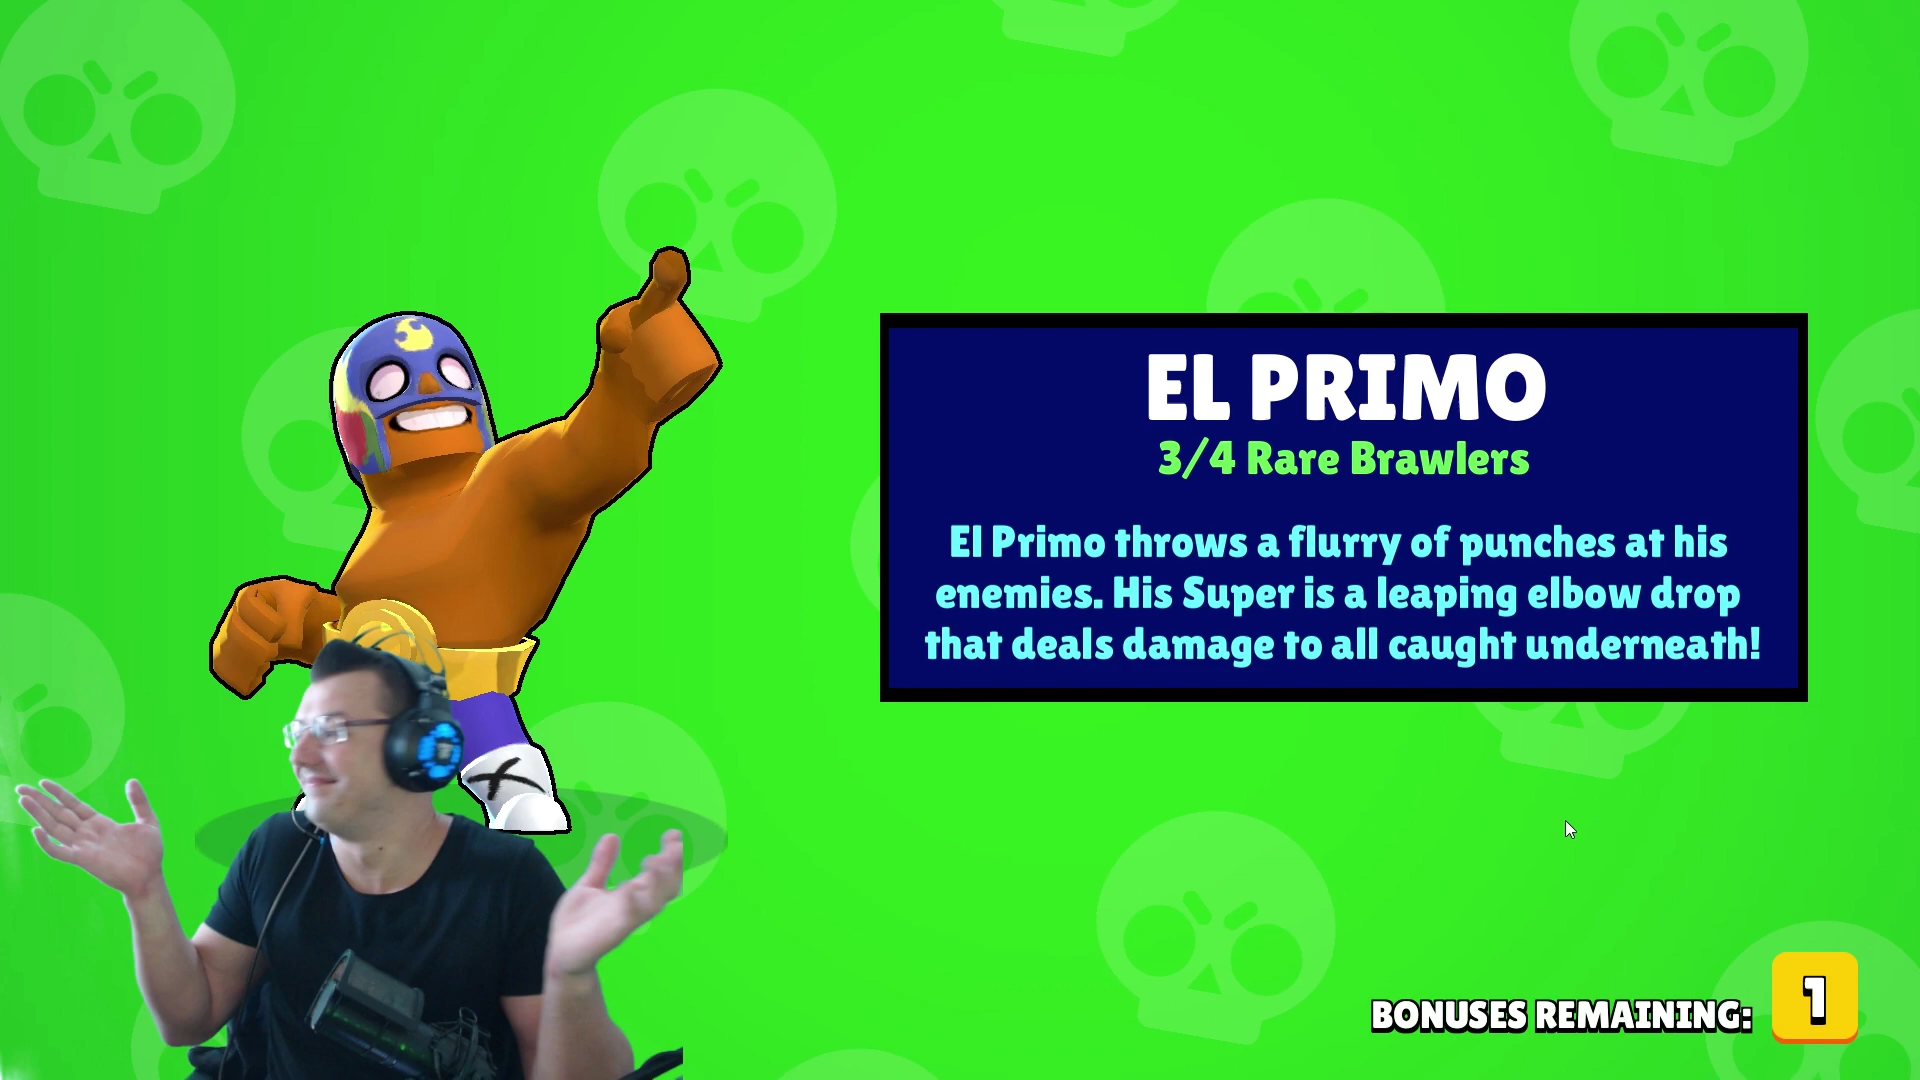 EL PRIMO
3/4 Rare Brawlers
El Primo throws a flurry of punches at his
enemies. His Super is a leaping elbow drop
that deals damage to all caught underneath!
BONUSES REMAINING: 1